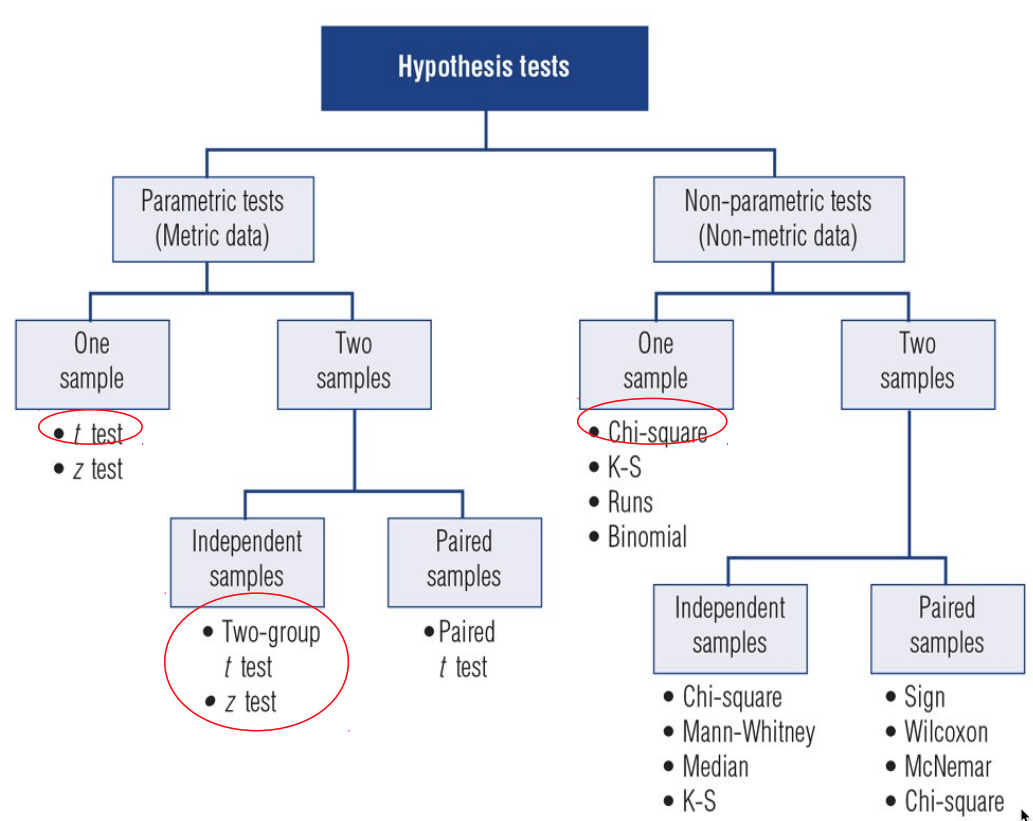 Hypothesis tests
Parametric tests
(Metric data)
Non-parametric tests
(Non-metric data)
One
sample
Two
samples
One
sample
Two
samples
• t test
• z test
• Chi-square
• K-S
• Runs
• Binomial
Independent
samples
Paired
samples
• Two-group
t test
• z test
• Paired
t test
Independent
samples
Paired
samples
• Chi-square
• Mann-Whitney
• Median
• K-S
• Sign
• Wilcoxon
• McNemar
• Chi-square